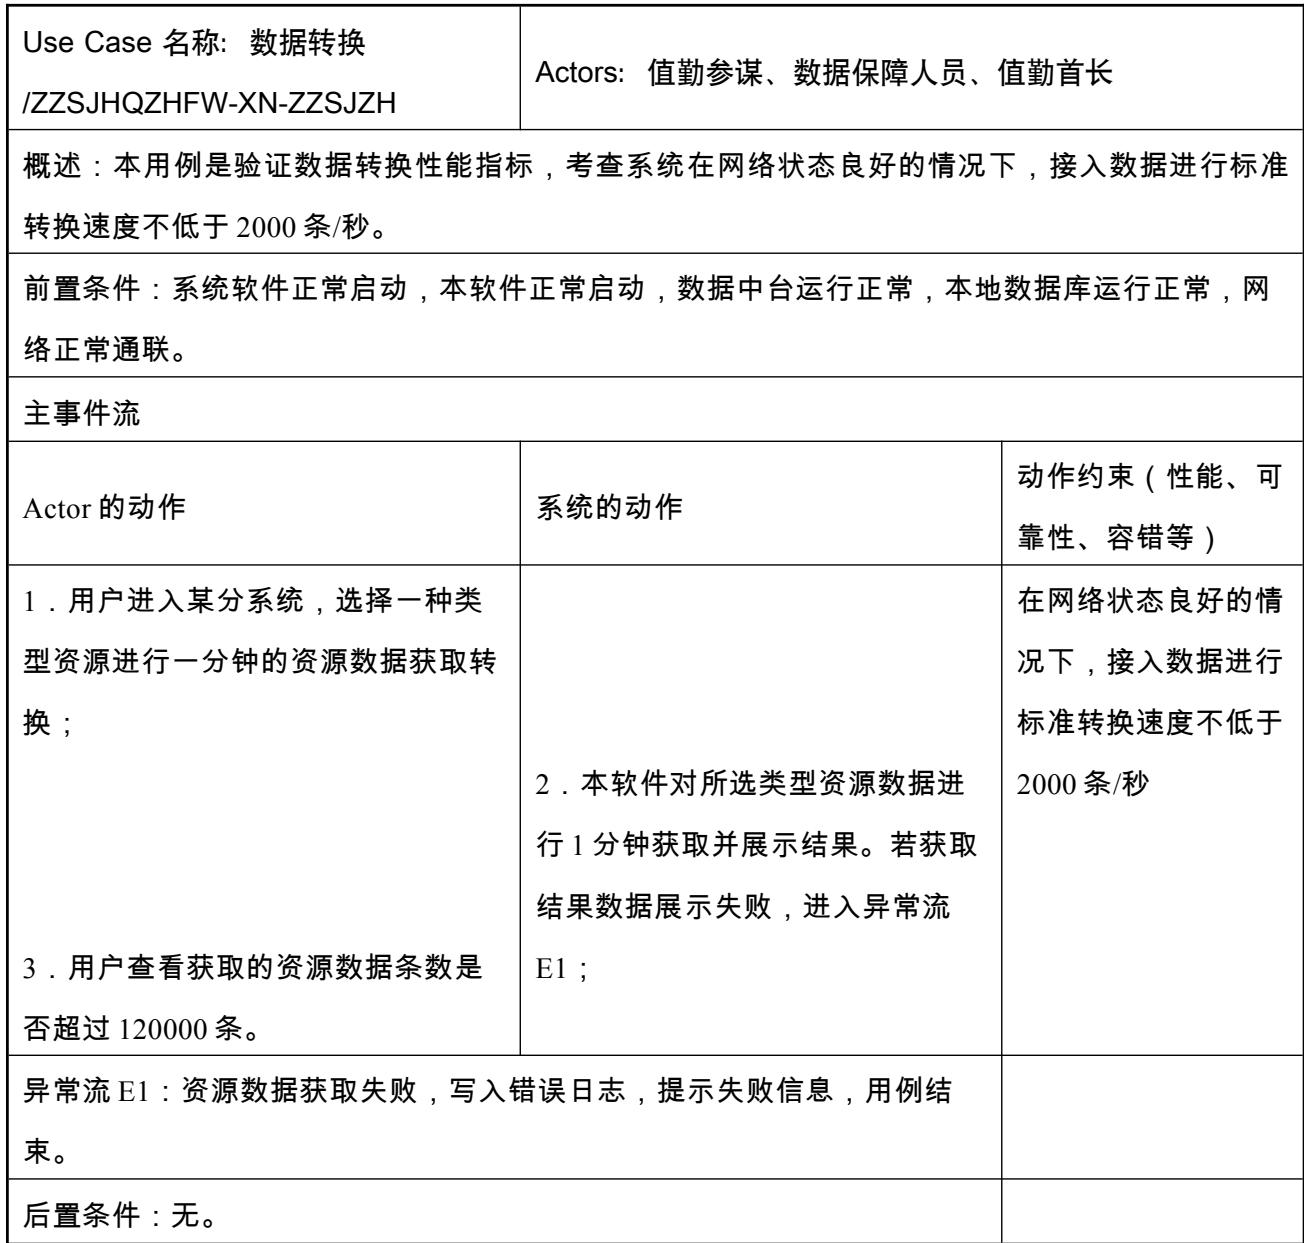 Use Case 名称: 数据转换
/ZZSJHQZHFW-XN-ZZSJZH
Actors: 值勤参谋、数据保障人员、值勤首长
概述：本用例是验证数据转换性能指标，考查系统在网络状态良好的情况下，接入数据进行标准
转换速度不低于 2000 条/秒。
前置条件：系统软件正常启动，本软件正常启动，数据中台运行正常，本地数据库运行正常，网
络正常通联。
主事件流
Actor 的动作
系统的动作
动作约束（性能、可
靠性、容错等）
1．用户进入某分系统，选择一种类
型资源进行一分钟的资源数据获取转
换；
3．用户查看获取的资源数据条数是
否超过 120000 条。
2．本软件对所选类型资源数据进
行 1 分钟获取并展示结果。若获取
结果数据展示失败，进入异常流
E1；
在网络状态良好的情
况下，接入数据进行
标准转换速度不低于
2000 条/秒
异常流 E1：资源数据获取失败，写入错误日志，提示失败信息，用例结
束。
后置条件：无。